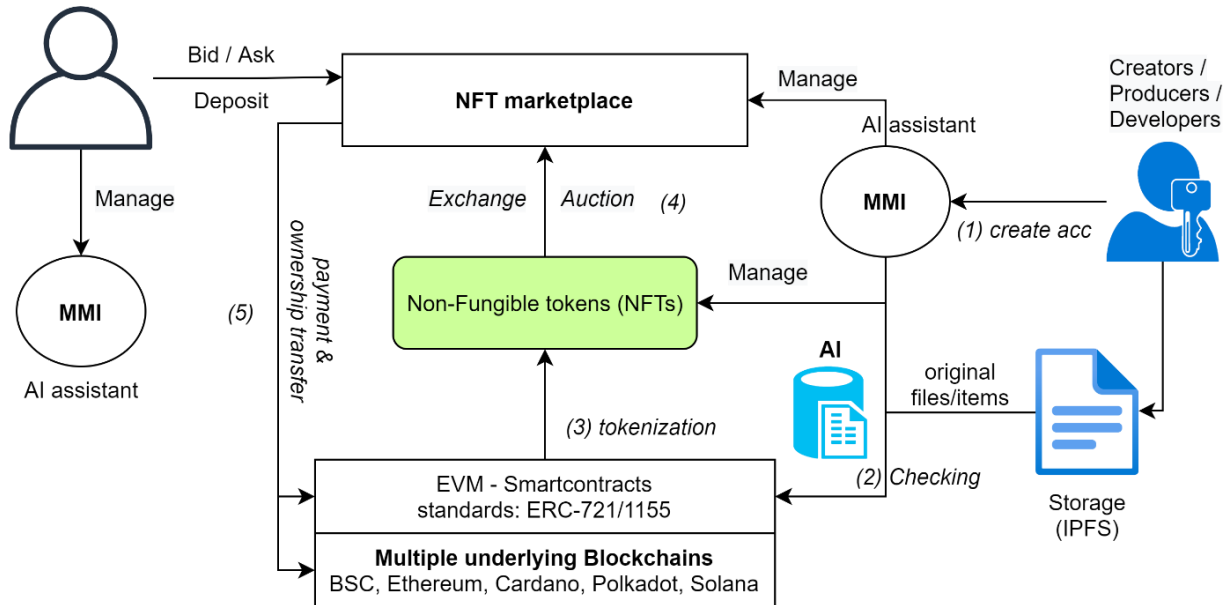 Bid / Ask
Deposit
NFT marketplace
Manage
Creators /
Producers /
Developers
AI assistant
Manage
Exchange
Auction
(4)
MMI
(1) create acc
MMI
AI assistant
(5)
payment &
ownership transfer
Non-Fungible tokens (NFTs)
Manage
AI
original
files/items
(3) tokenization
(2) Checking
Storage
(IPFS)
EVM - Smartcontracts
standards: ERC-721/1155
Multiple underlying Blockchains
BSC, Ethereum, Cardano, Polkadot, Solana